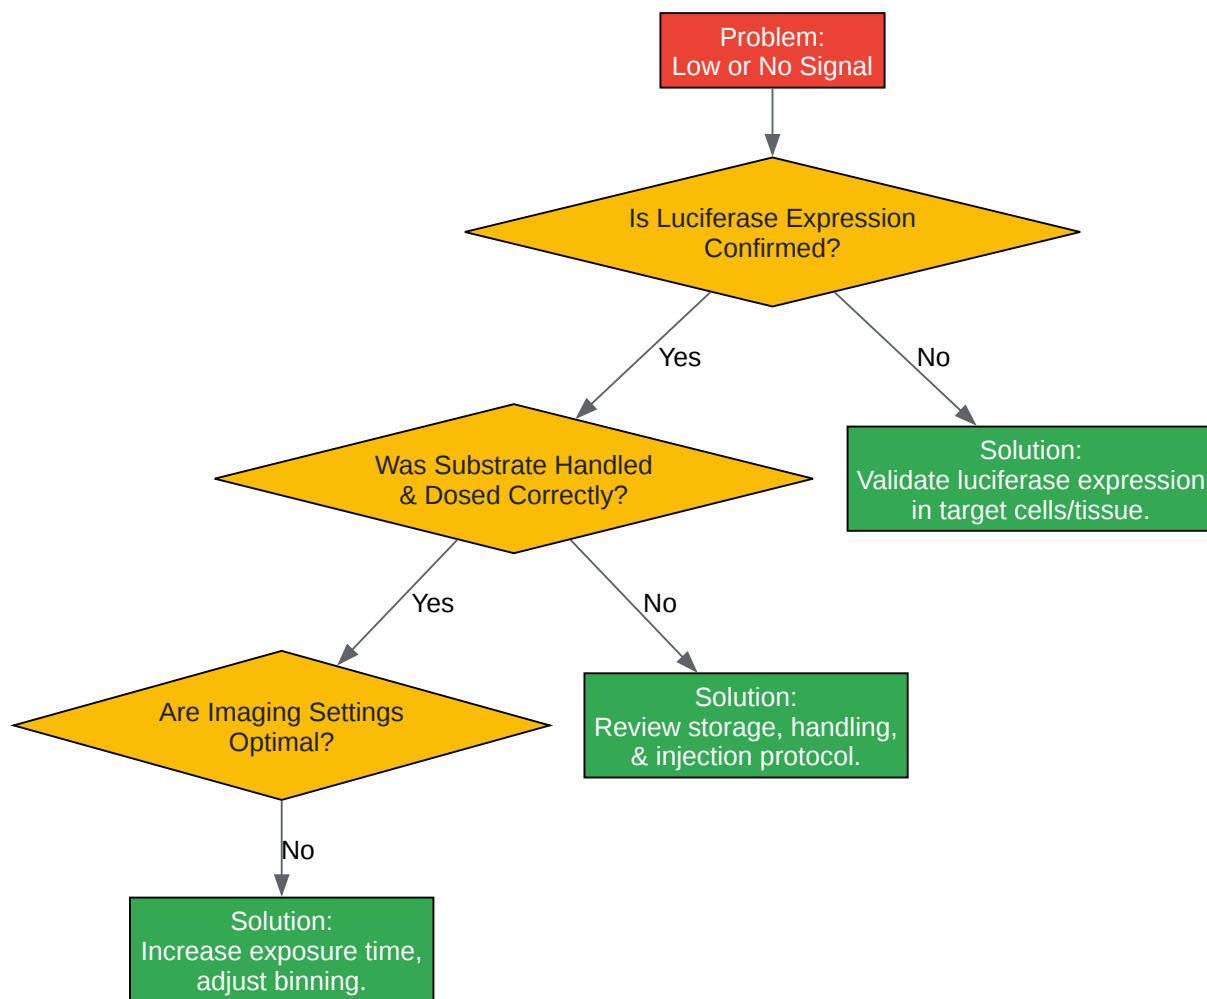 Problem:
Low or No Signal
Is Luciferase Expression
Confirmed?
Yes
No
Was Substrate Handled
& Dosed Correctly?
Solution:
Validate luciferase expression
in target cells/tissue.
Yes
No
Are Imaging Settings
Optimal?
Solution:
Review storage, handling,
& injection protocol.
No
Solution:
Increase exposure time,
adjust binning.